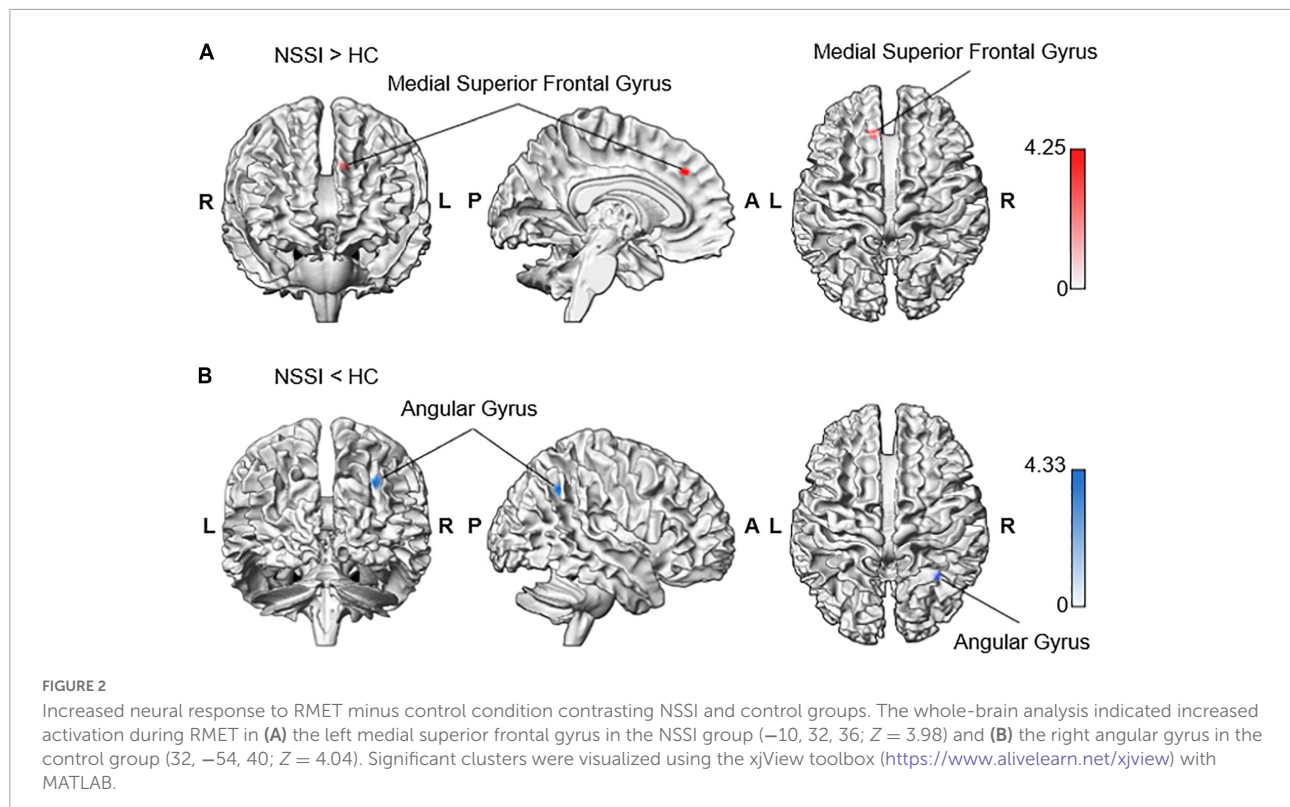 A
NSSI > HC
Medial Superior Frontal Gyrus
Medial Superior Frontal Gyrus
R
L
P
A
L
R
4.25
0
B
NSSI < HC
Angular Gyrus
L
R
P
A
L
R
4.33
0
Angular Gyrus
FIGURE 2
Increased neural response to RMET minus control condition contrasting NSSI and control groups. The whole-brain analysis indicated increased
activation during RMET in (A) the left medial superior frontal gyrus in the NSSI group (−10, 32, 36; Z = 3.98) and (B) the right angular gyrus in the
control group (32, −54, 40; Z = 4.04). Significant clusters were visualized using the xjView toolbox (https://www.alivelearn.net/xjview) with
MATLAB.